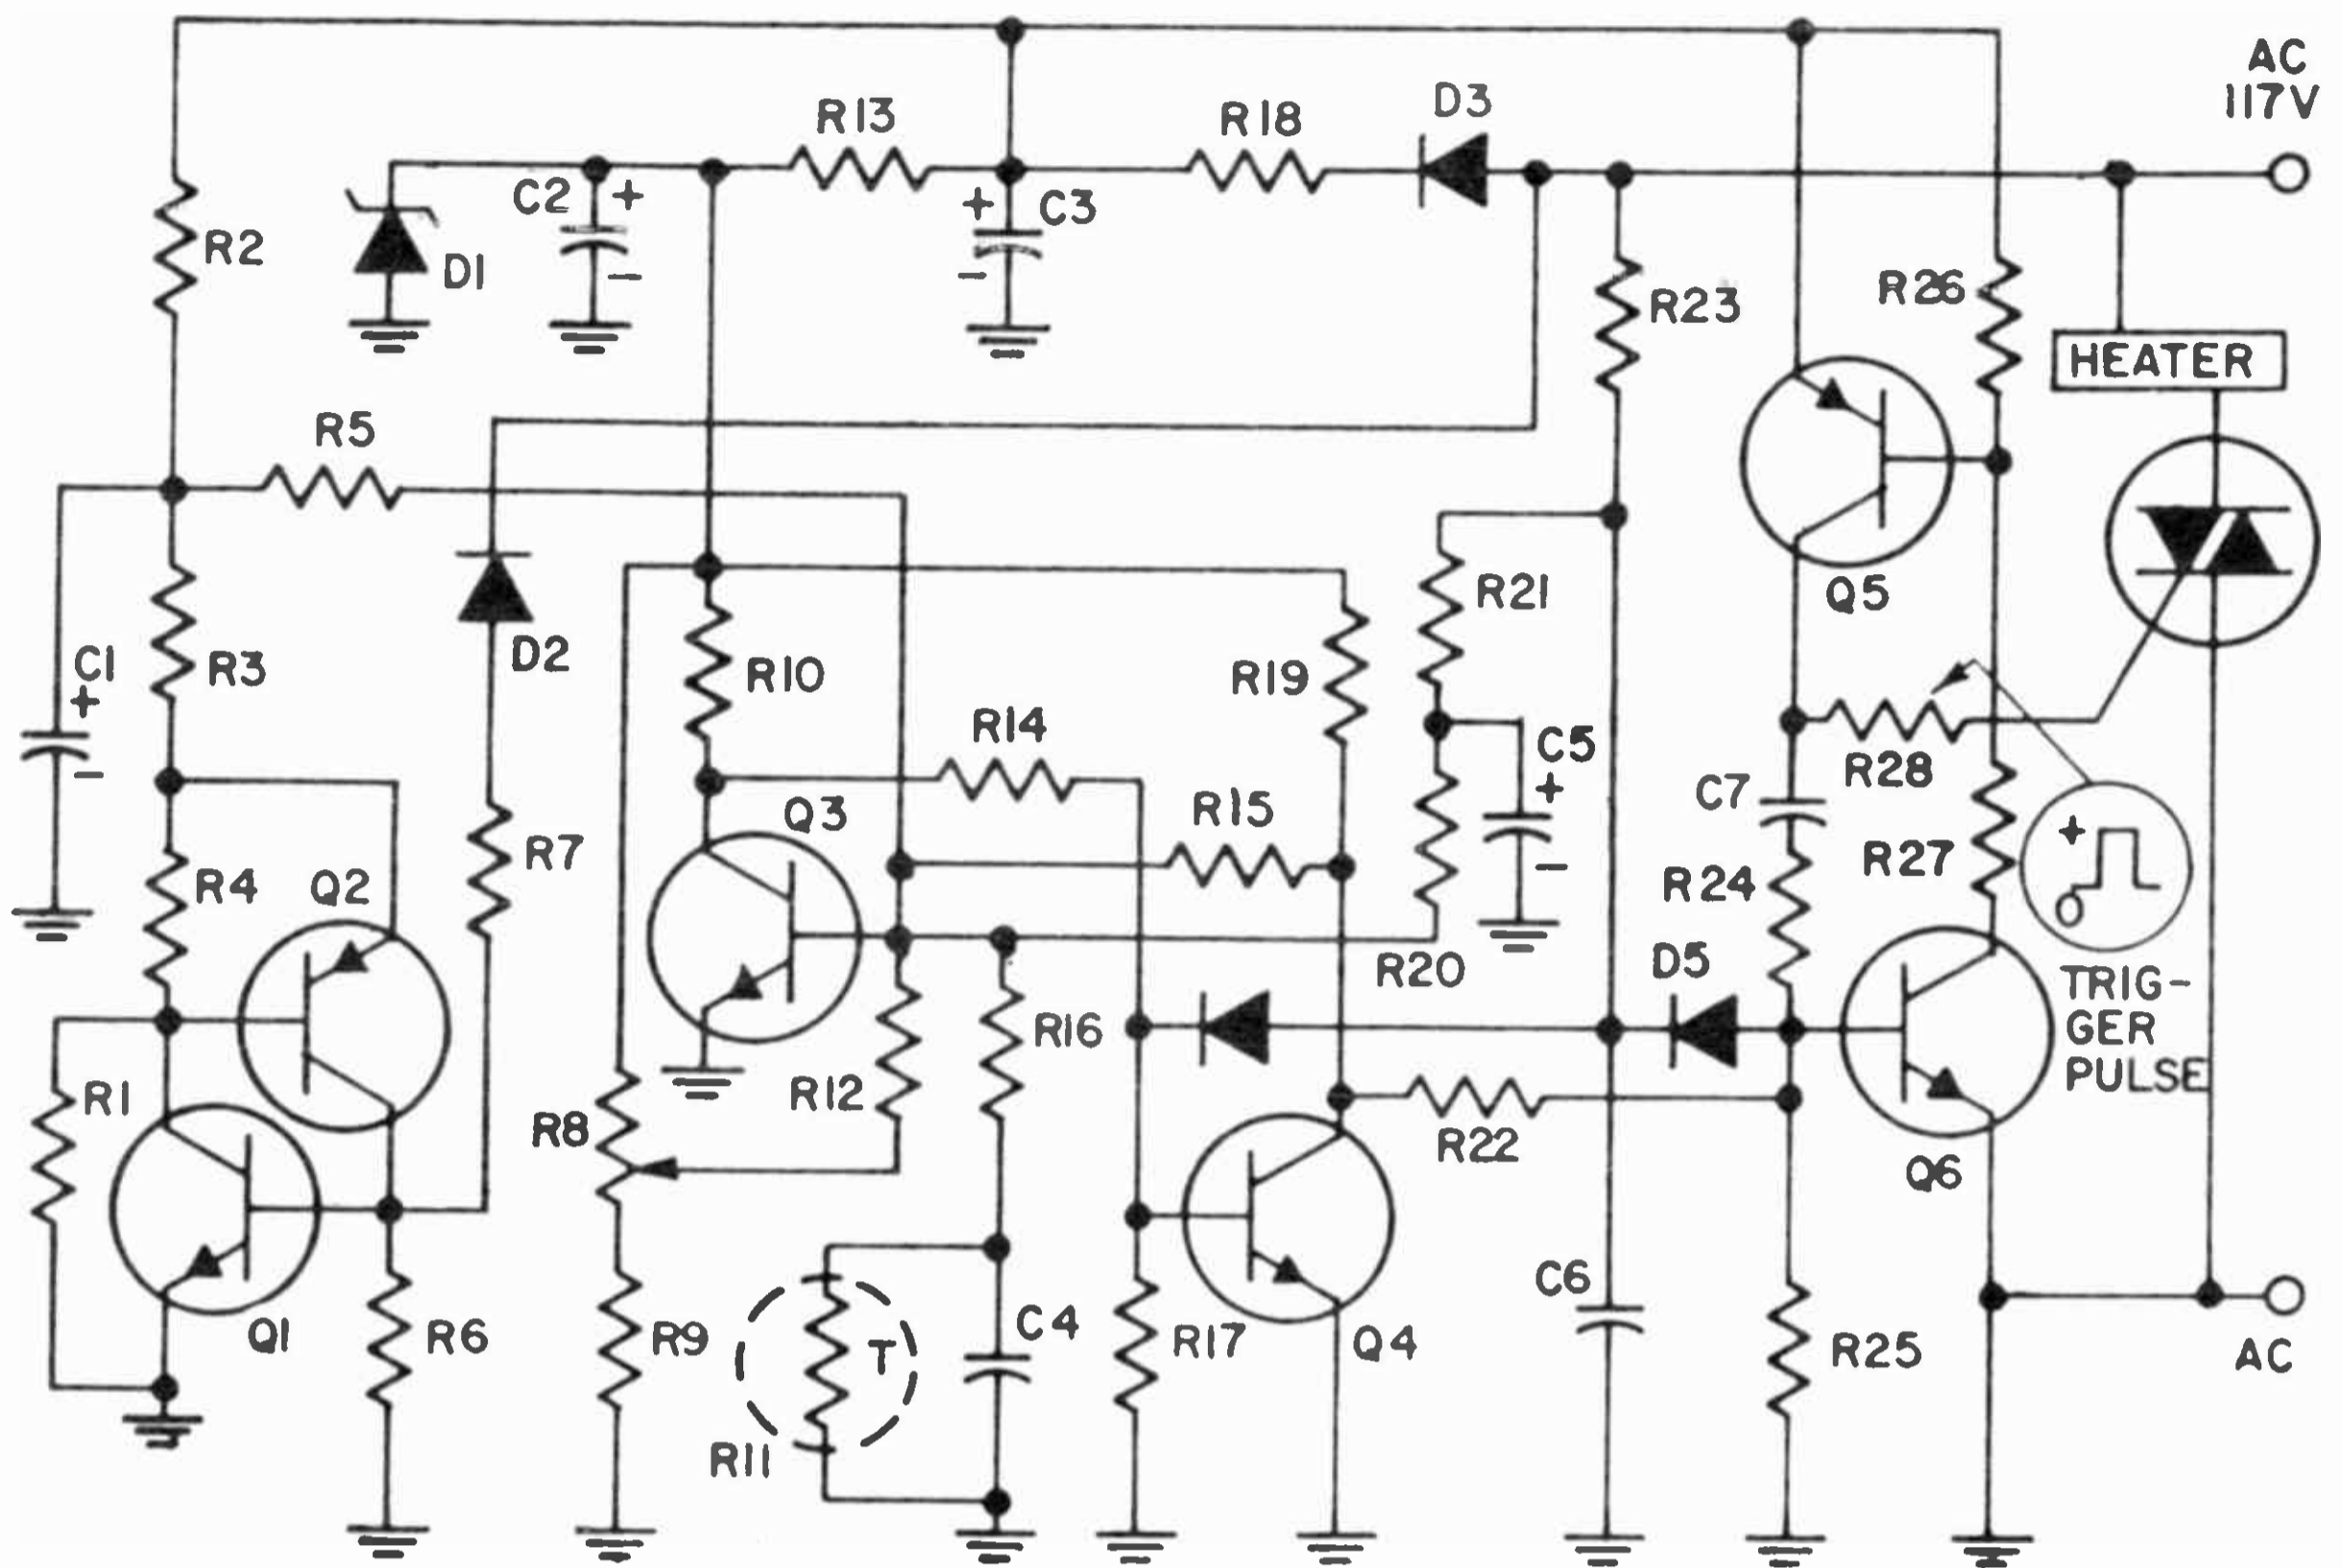 AC
117V
R13
R18
D3
C2
+
+
C3
R2
D1
-
-
R23
R26
HEATER
R5
R21
Q5
C1
+
R3
D2
R10
R19
-
R14
C5
+
R28
C7
Q3
R15
+
R7
R4
Q2
-
R24
R27
0
R20
D5
TRIG-
GER
PULSE
R16
R12
R1
R8
R22
Q6
C6
Q1
R6
R9
T
C4
R17
Q4
R25
AC
R11